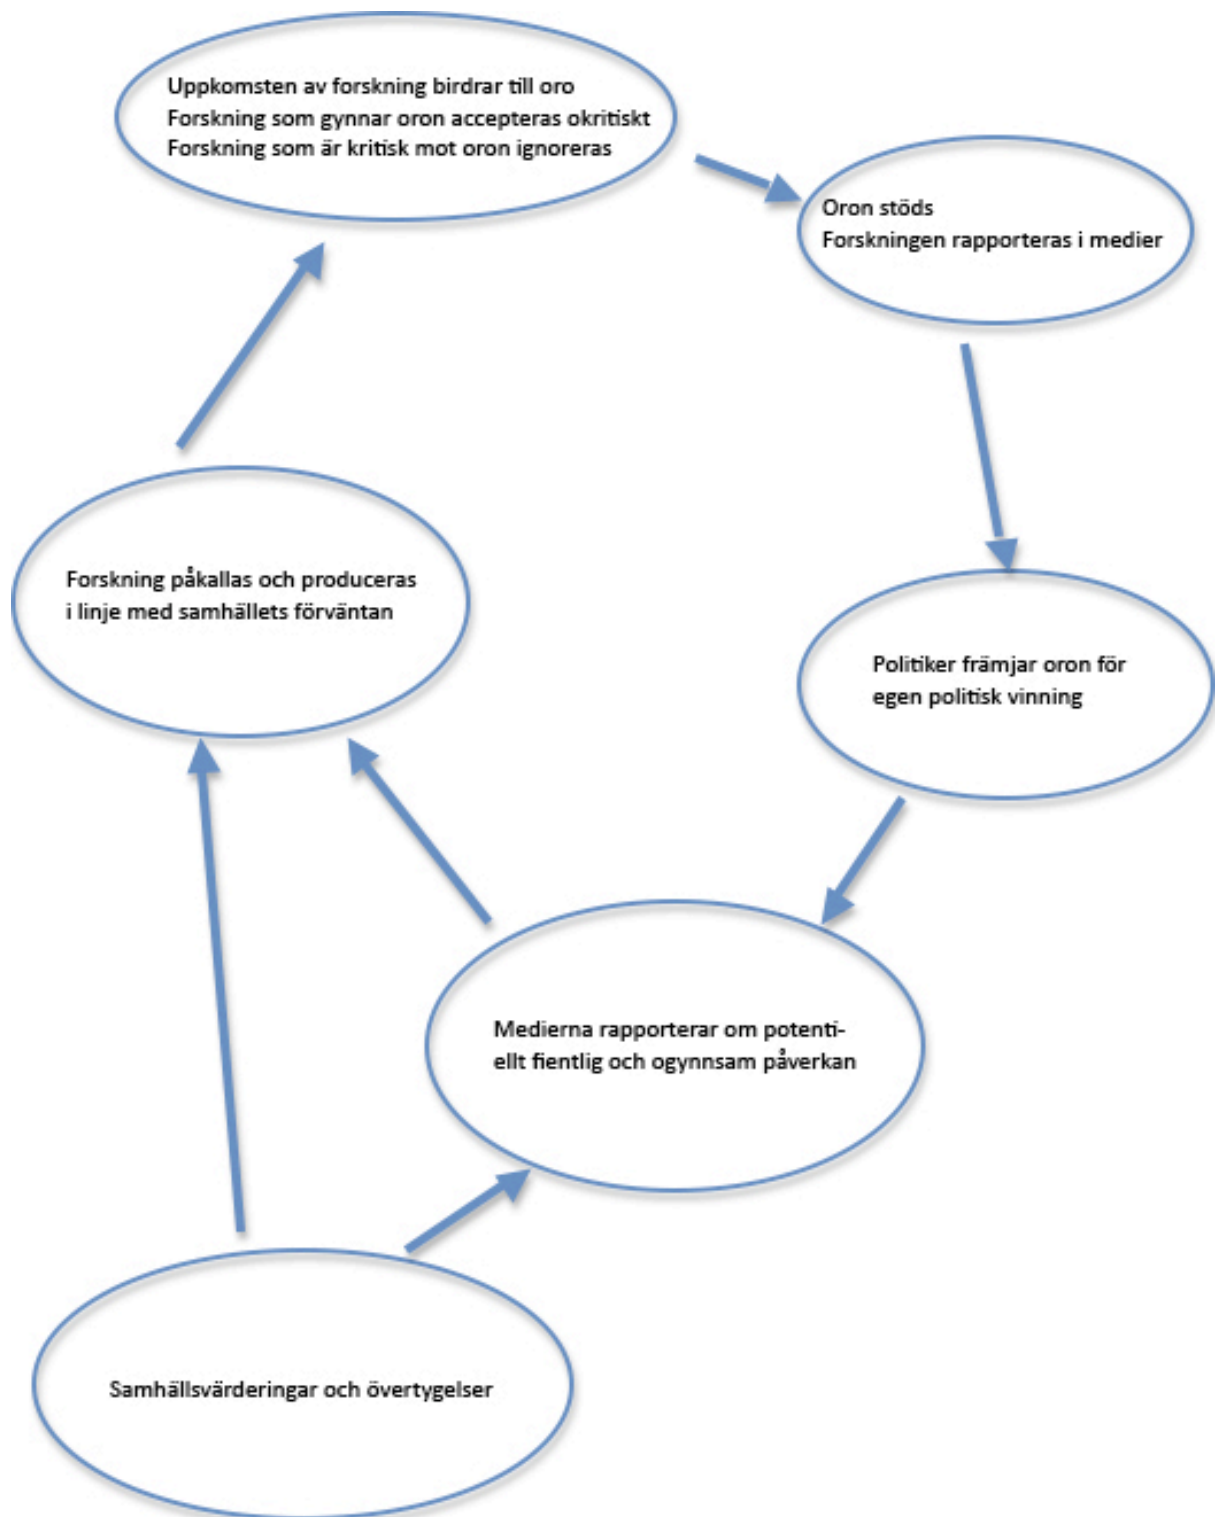 Uppkomsten av forskning birdrar till oro
Forskning som gynnar oron accepteras okritiskt
Forskning som är kritisk mot oron ignoreras
Oron stöds
Forskningen rapporteras i medier
Forskning påkallas och produceras
i linje med samhällets förväntan
Politiker främjar oron för
egen politisk vinning
Medierna rapporterar om potenti-
ellt fientlig och ogynnsam påverkan
Samhällsvärderingar och övertygelser